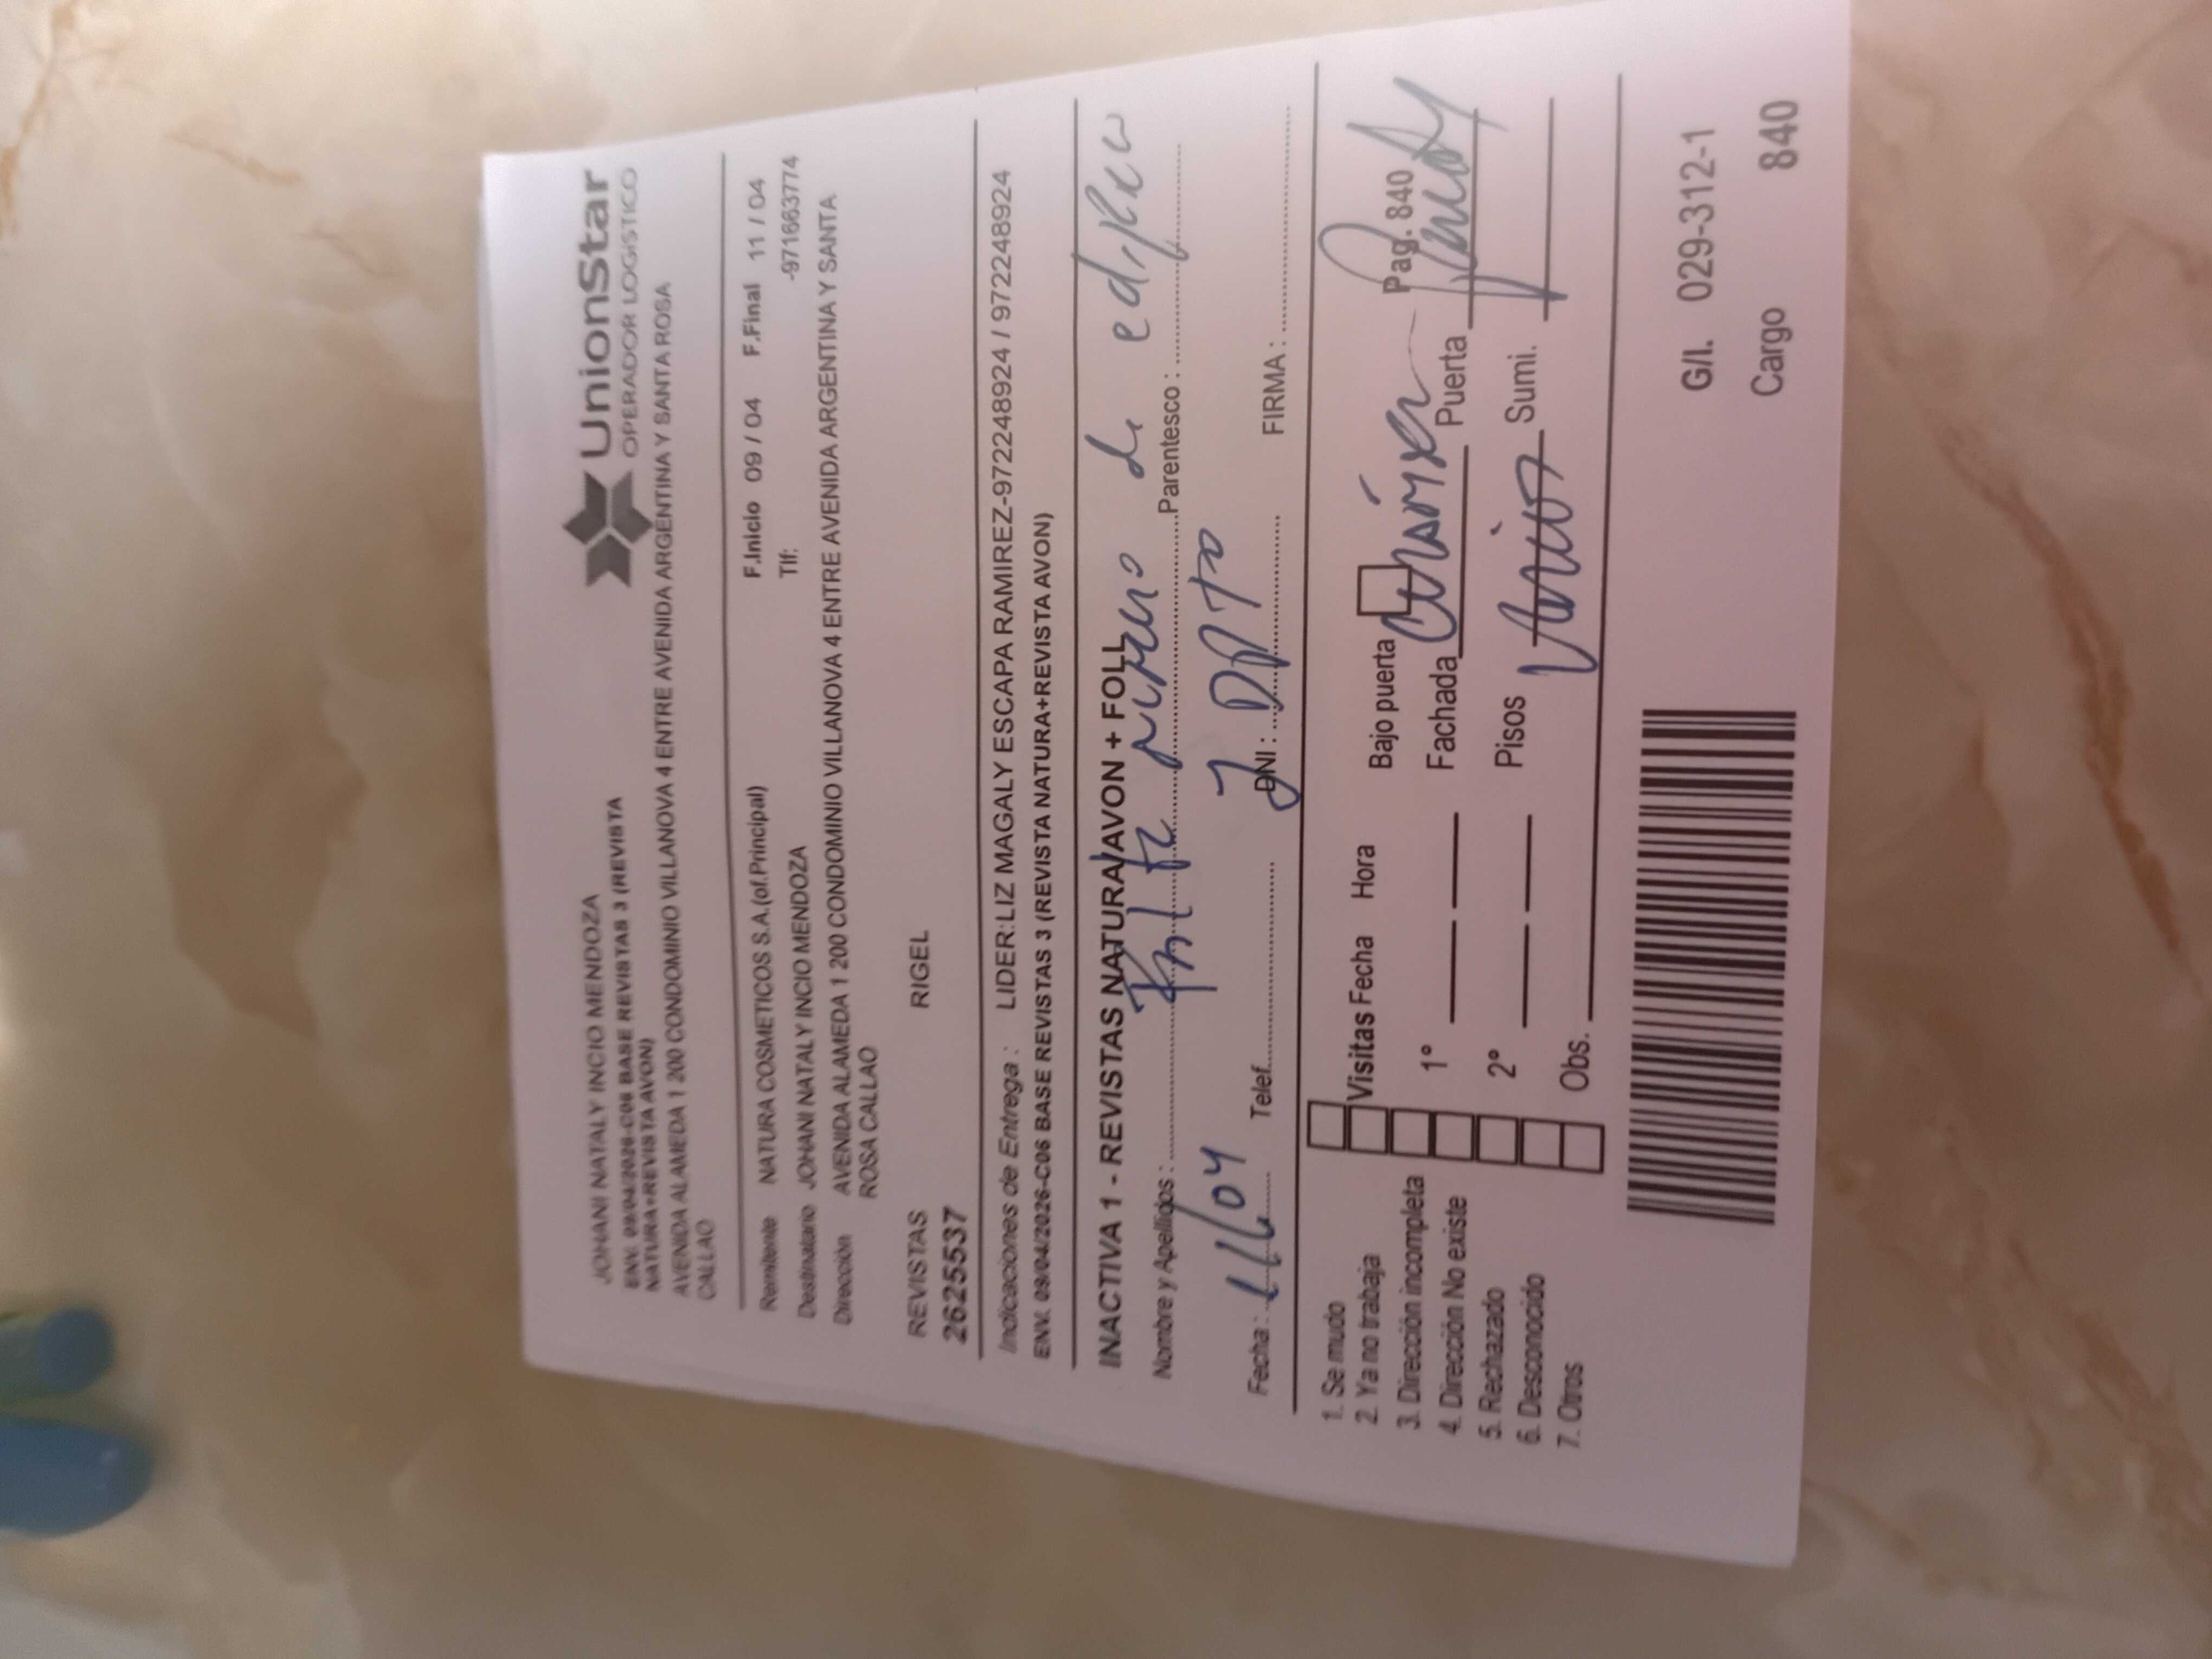 UnionStar
OPERADOR LOGÍSTICO
JOHANI NATALY INCIO MENDOZA
ENV. 09/04/2026-C06 BASE REVISTAS 3 (REVISTA
NATURA+REVISTA AVON)
AVENIDA ALAMEDA 1 200 CONDOMINIO VILLANOVA 4 ENTRE AVENIDA ARGENTINA Y SANTA ROSA
CALLAO
F.Inicio 09 / 04 F.Final 11 / 04
Remitente NATURA COSMETICOS S.A.(of.Principal) Tlf: -971663774
Destinatario JOHANI NATALY INCIO MENDOZA
Dirección AVENIDA ALAMEDA 1 200 CONDOMINIO VILLANOVA 4 ENTRE AVENIDA ARGENTINA Y SANTA
ROSA CALLAO
REVISTAS RIGEL
2625537
Indicaciones de Entrega : LIDER:LIZ MAGALY ESCAPA RAMIREZ-972248924 / 972248924
ENV. 09/04/2026-C06 BASE REVISTAS 3 (REVISTA NATURA+REVISTA AVON)
INACTIVA 1 - REVISTAS NATURA/AVON + FOLL
Nombre y Apellidos : Falta numero de edificio Parentesco :
y DPTO
Fecha : 11/04 Telef. DNI : FIRMA :
1. Se mudo
2. Ya no trabaja
3. Dirección incompleta
4. Dirección No existe
5. Rechazado
6. Desconocido
7. Otros
Visitas Fecha Hora
1°
2°
Obs.
Bajo puerta Pag. 840
Fachada Puerta
Pisos Sumi.
G/I. 029-312-1
Cargo 840